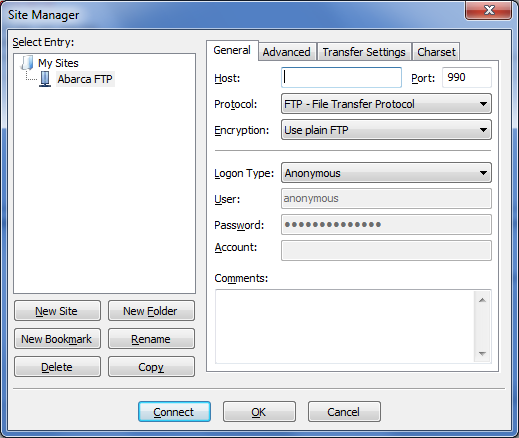 Site Manager
Select Entry:
My Sites
Abarca FTP
New Site
New Folder
New Bookmark
Rename
Delete
Copy
General
Advanced
Transfer Settings
Charset
Host:
Port: 990
Protocol: FTP - File Transfer Protocol
Encryption: Use plain FTP
Logon Type: Anonymous
User: anonymous
Password: ●●●●●●●●●●●●●●
Account:
Comments:
Connect
OK
Cancel